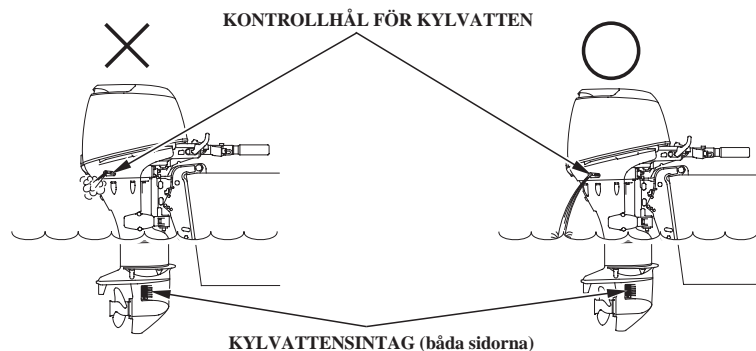 KONTROLLHÅL FÖR KYLVATTEN
KYLVATTENSINTAG (båda sidorna)